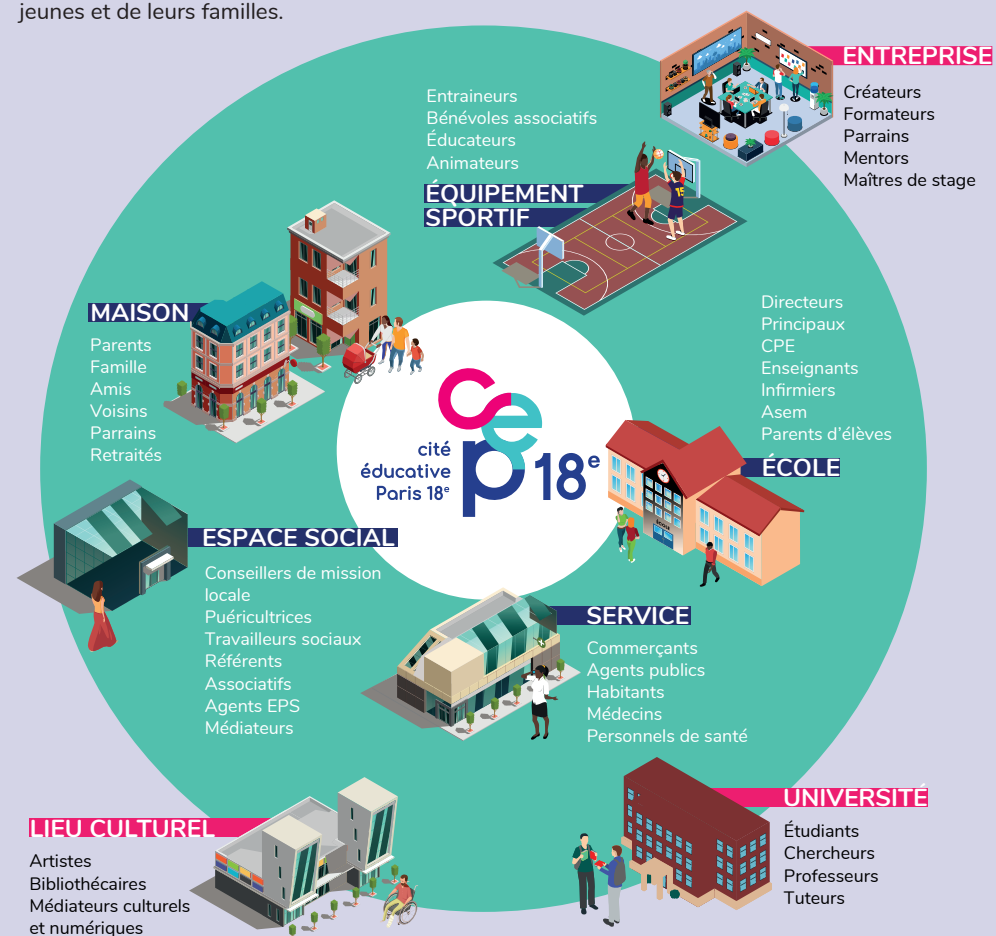 jeunes et de leurs familles.
ENTREPRISE
Créateurs
Formateurs
Parrains
Mentors
Maîtres de stage
Entraineurs
Bénévoles associatifs
Éducateurs
Animateurs
ÉQUIPEMENT
SPORTIF
15
MAISON
Parents
Famille
Amis
Voisins
Parrains
Retraités
Directeurs
Principaux
CPE
Enseignants
Infirmiers
Asem
Parents d'élèves
ÉCOLE
ÉCOLE
cep 18e
cité
éducative
Paris 18e
ESPACE SOCIAL
Conseillers de mission
locale
Puéricultrices
Travailleurs sociaux
Référents
Associatifs
Agents EPS
Médiateurs
SERVICE
Commerçants
Agents publics
Habitants
Médecins
Personnels de santé
LIEU CULTUREL
Artistes
Bibliothécaires
Médiateurs culturels
et numériques
UNIVERSITÉ
Étudiants
Chercheurs
Professeurs
Tuteurs